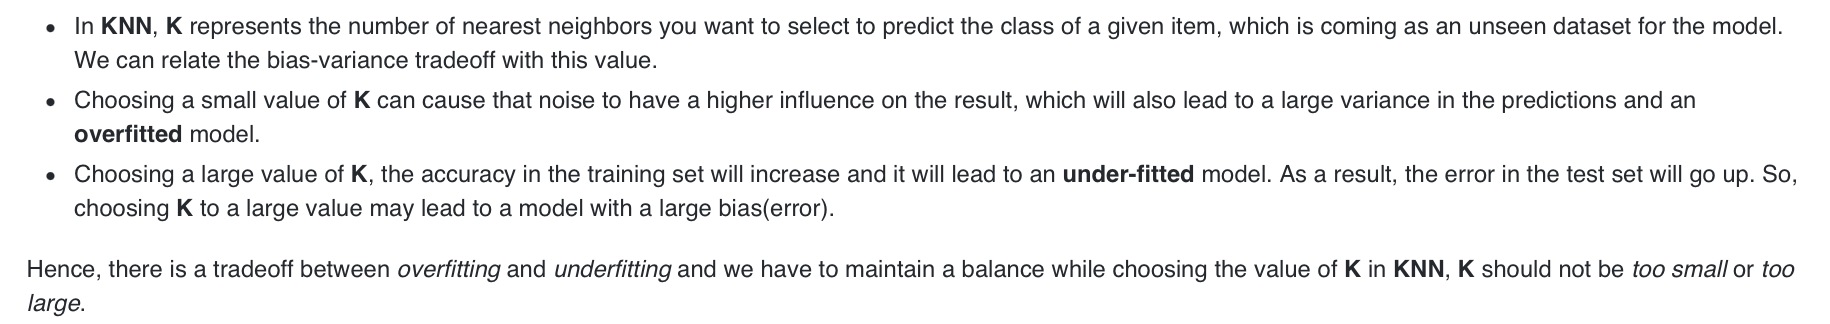 In KNN, K represents the number of nearest neighbors you want to select to predict the class of a given item, which is coming as an unseen dataset for the model.
We can relate the bias-variance tradeoff with this value.
Choosing a small value of K can cause that noise to have a higher influence on the result, which will also lead to a large variance in the predictions and an
overfitted model.
Choosing a large value of K, the accuracy in the training set will increase and it will lead to an under-fitted model. As a result, the error in the test set will go up. So,
choosing K to a large value may lead to a model with a large bias(error).
Hence, there is a tradeoff between overfitting and underfitting and we have to maintain a balance while choosing the value of K in KNN, K should not be too small or too
large.